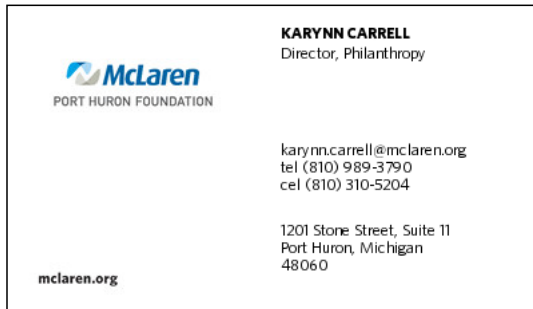 McLaren
PORT HURON FOUNDATION
mclaren.org
KARYNN CARRELL
Director, Philanthropy
karynn.carrell@mclaren.org
tel (810) 989-3790
cel (810) 310-5204
1201 Stone Street, Suite 11
Port Huron, Michigan
48060